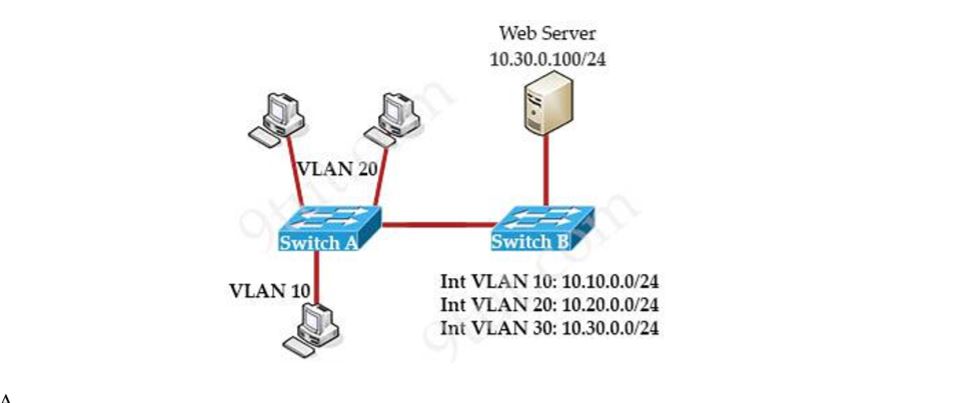 Web Server
10.30.0.100/24
VLAN 20
Switch A
Switch B
VLAN 10
Int VLAN 10: 10.10.0.0/24
Int VLAN 20: 10.20.0.0/24
Int VLAN 30: 10.30.0.0/24
A